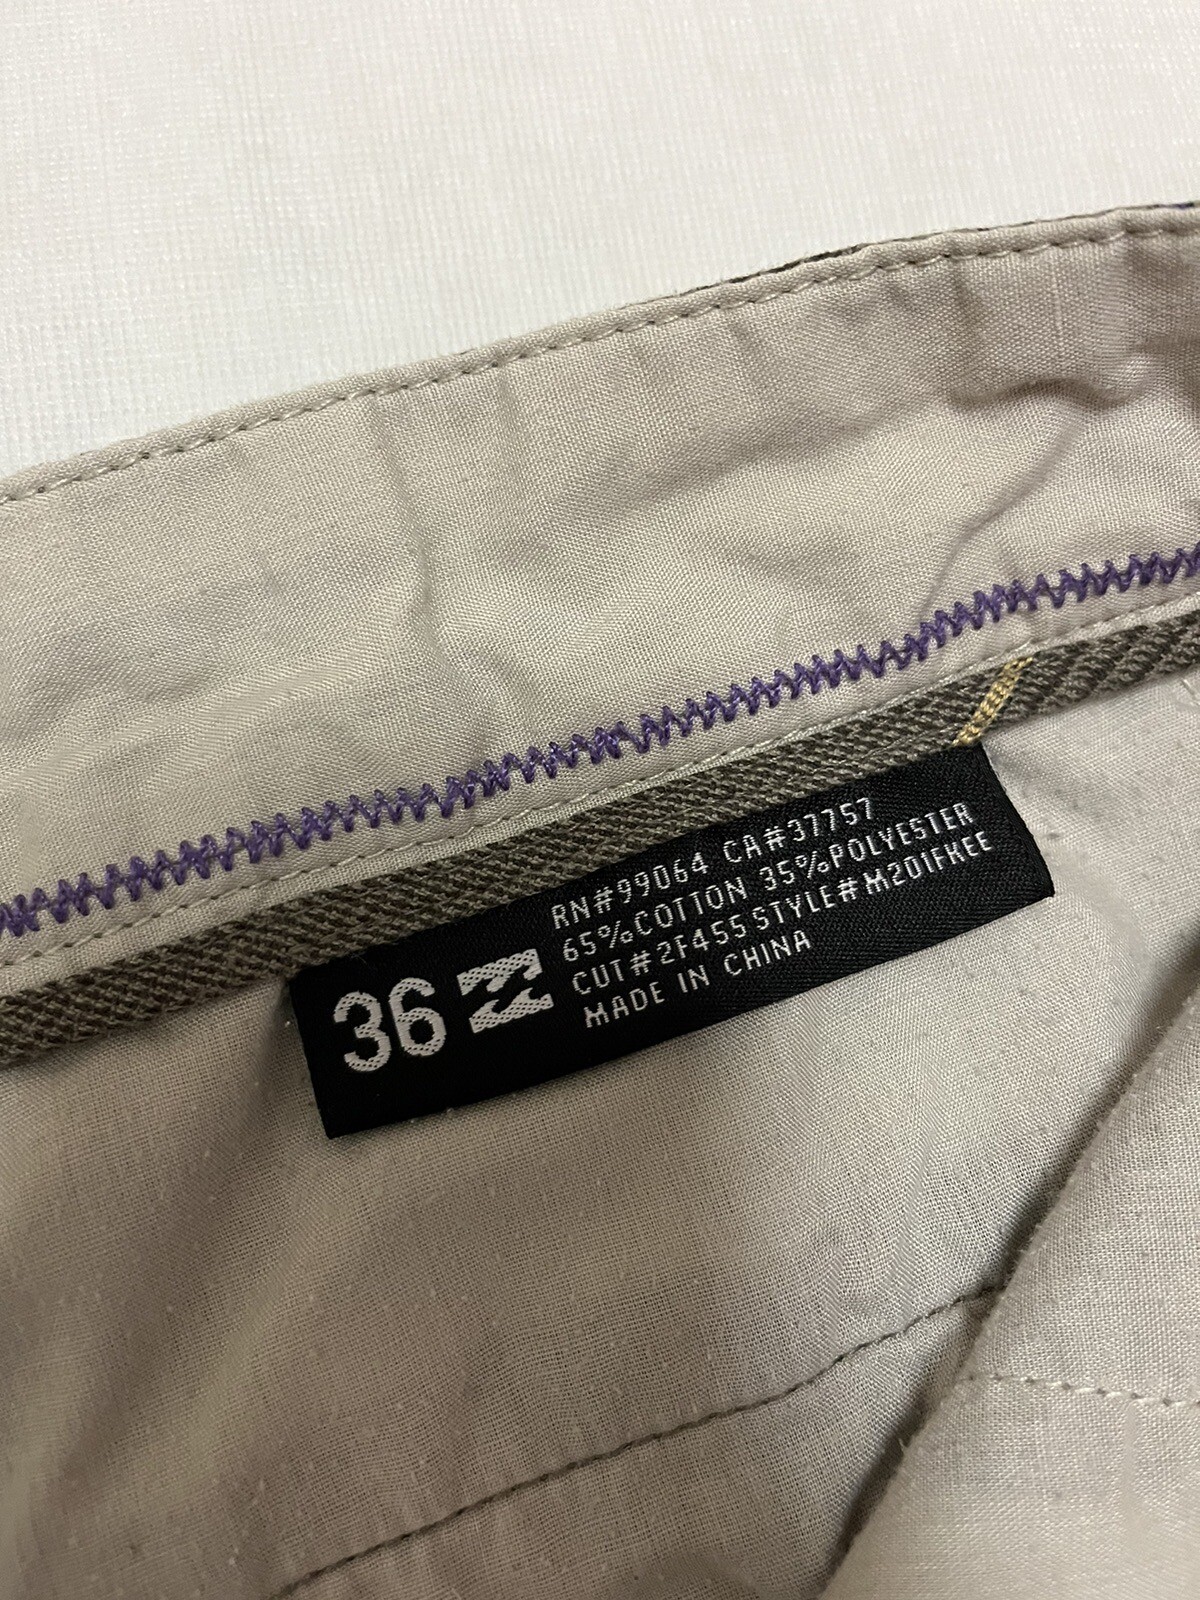 36
RN#99064 CA#37757
65%COTTON 35%POLYESTER
CUT#2F455 STYLE#M201FKEE
MADE IN CHINA